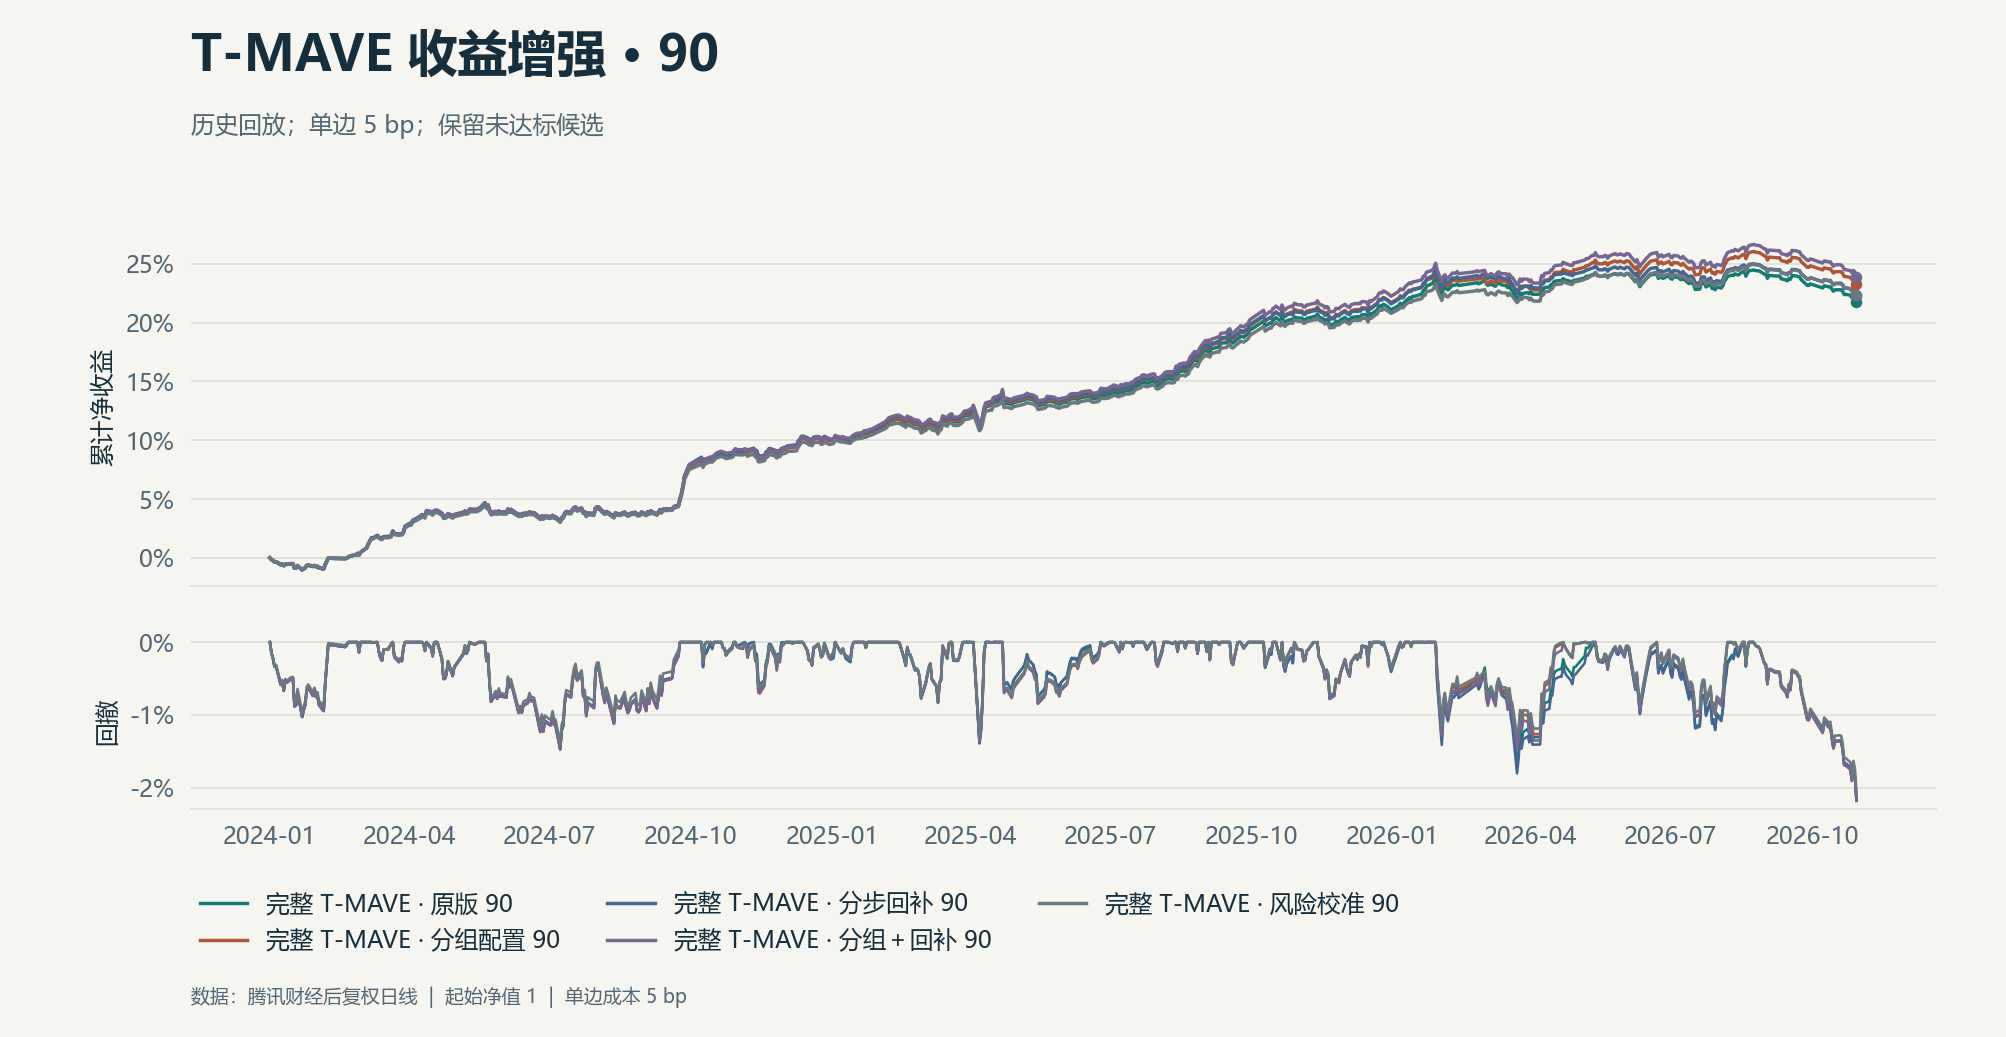 T-MAVE 收益增强 • 90
历史回放；单边 5 bp；保留未达标候选
累计净收益
25%
20%
15%
10%
5%
0%
回撤
0%
-1%
-2%
2024-01 2024-04 2024-07 2024-10 2025-01 2025-04 2025-07 2025-10 2026-01 2026-04 2026-07 2026-10
完整 T-MAVE · 原版 90 完整 T-MAVE · 分步回补 90 完整 T-MAVE · 风险校准 90
完整 T-MAVE · 分组配置 90 完整 T-MAVE · 分组 + 回补 90
数据：腾讯财经后复权日线 | 起始净值 1 | 单边成本 5 bp